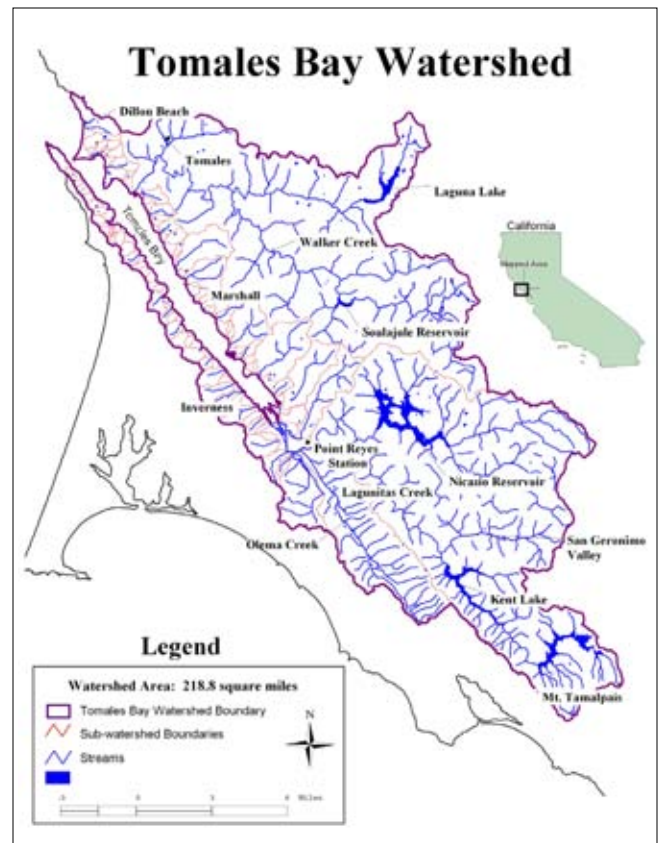 Tomales Bay Watershed
Dillon Beach
Tomales
Laguna Lake
California
Tomales Bay
Walker Creek
Mapped Area
Marshall
Soulajule Reservoir
Inverness
Point Reyes
Station
Nicasio Reservoir
Lagunitas Creek
Olema Creek
San Geronimo
Valley
Kent Lake
Mt. Tamalpais
Legend
Watershed Area: 218.8 square miles
Tomales Bay Watershed Boundary
Sub-watershed Boundaries
Streams
N
0
Miles